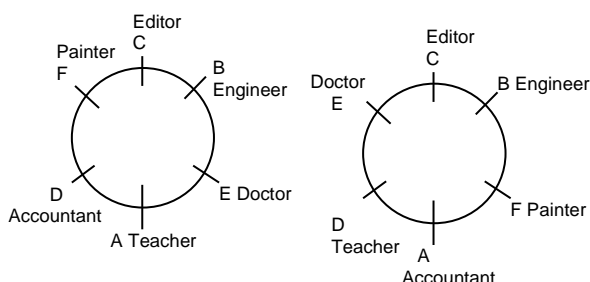 Editor
C
Painter
F
B
Engineer
E Doctor
A Teacher
D
Accountant
Editor
C
Doctor
E
B Engineer
F Painter
A
Accountant
D
Teacher